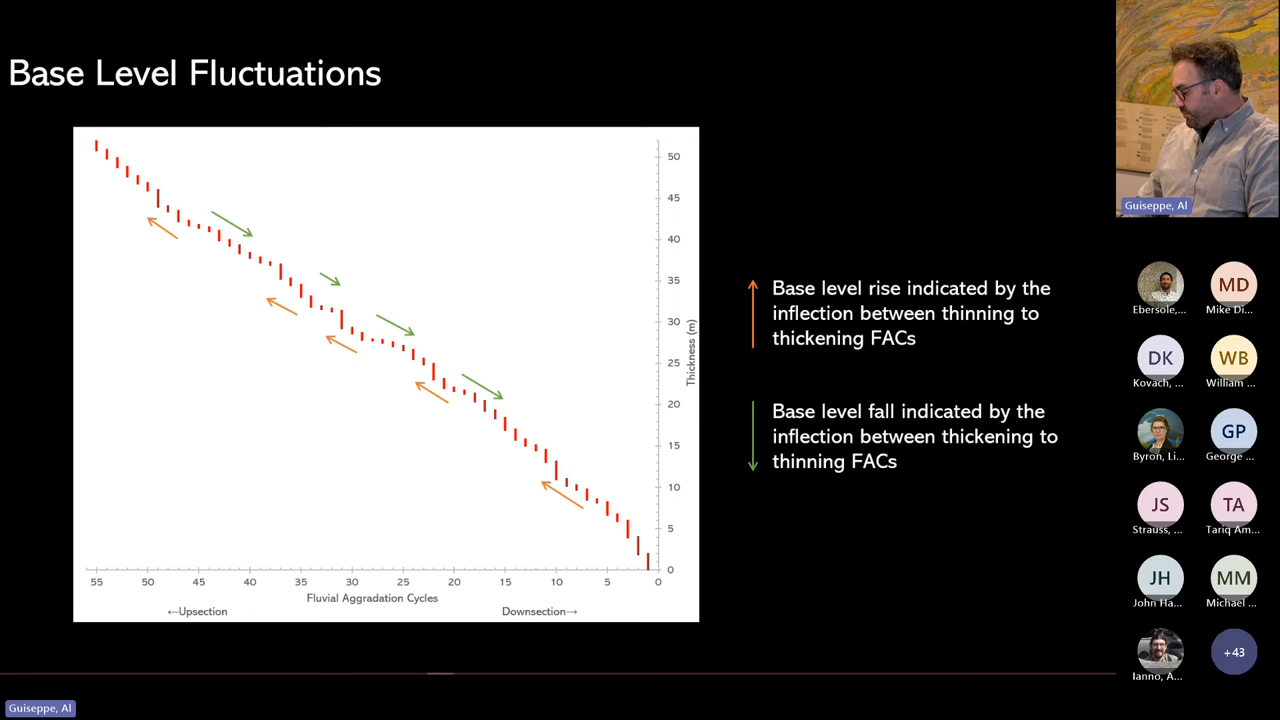 Base Level Fluctuations
50
45
40
35
30
25
20
15
10
5
0
Thickness (m)
55 50 45 40 35 30 25 20 15 10 5 0
Fluvial Aggradation Cycles
←Upsection Downsection→
Base level rise indicated by the
inflection between thinning to
thickening FACs
Base level fall indicated by the
inflection between thickening to
thinning FACs
Guiseppe, Al
Ebersole,...
MD
Mike Di...
DK
Kovach, ...
WB
William ...
Byron, Li...
GP
George ...
JS
Strauss, ...
TA
Tariq Am...
JH
John Ha...
MM
Michael ...
Ianno, A...
+43
Guiseppe, Al